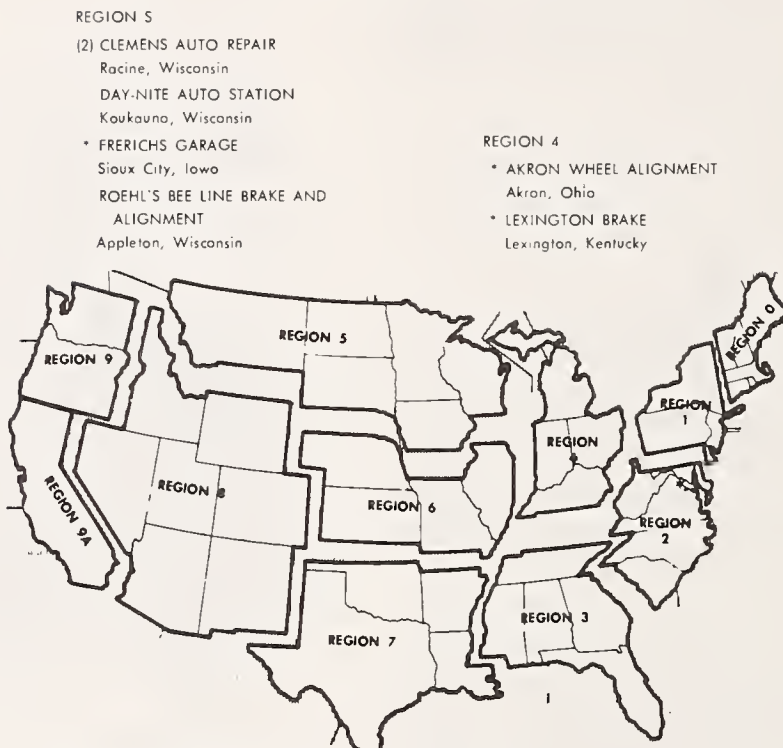 REGION 5
(2) CLEMENS AUTO REPAIR
Racine, Wisconsin
DAY-NITE AUTO STATION
Koukauno, Wisconsin
* FRERICHS GARAGE
Sioux City, Iowo
ROEHL'S BEE LINE BRAKE AND
ALIGNMENT
Appleton, Wisconsin
REGION 4
* AKRON WHEEL ALIGNMENT
Akron, Ohio
* LEXINGTON BRAKE
Lexington, Kentucky
REGION 5
REGION 9
REGION 0
REGION
1
REGION
REGION 8
REGION 6
REGION 9A
REGION
2
REGION 3
REGION 7